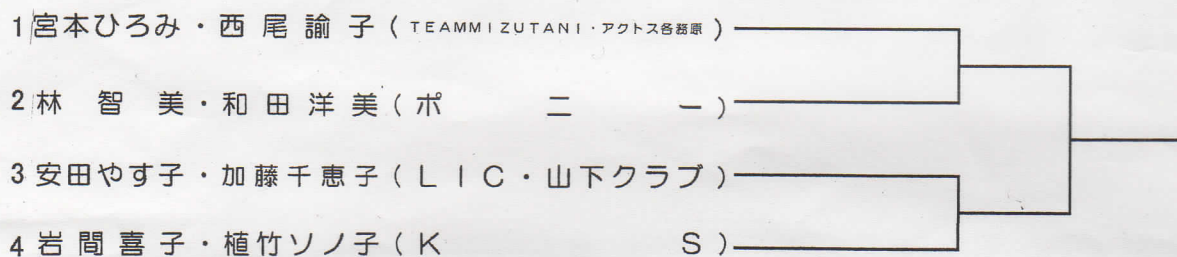 1 宮本ひろみ・西尾諭子（TEAMMIZUTANI・アクトス各務原）
2 林智美・和田洋美（ポニー）
3 安田やす子・加藤千恵子（LIC・山下クラブ）
4 岩間喜子・植竹ソノ子（KS）